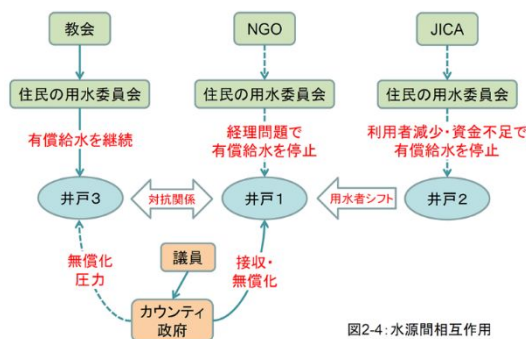 教会
NGO
JICA
住民の用水委員会
住民の用水委員会
住民の用水委員会
有償給水を継続
経理問題で
有償給水を停止
利用者減少・資金不足で
有償給水を停止
井戸3
対抗関係
井戸1
用水者シフト
井戸2
無償化
圧力
議員
接収・
無償化
カウンティ
政府
図2-4:水源間相互作用